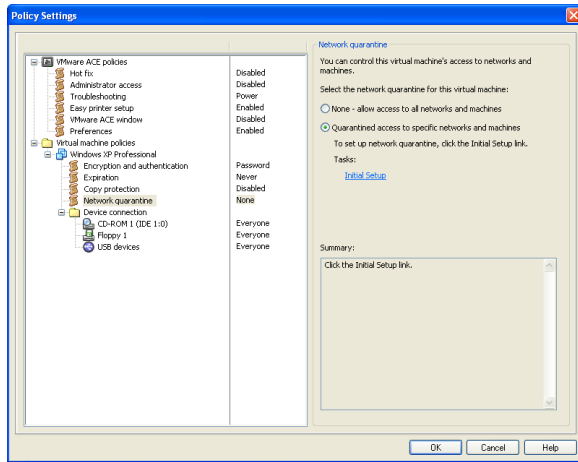 Policy Settings
VMware ACE policies
Hot fix Disabled
Administrator access Disabled
Troubleshooting Power
Easy printer setup Enabled
VMware ACE window Disabled
Preferences Enabled
Virtual machine policies
Windows XP Professional
Encryption and authentication Password
Expiration Never
Copy protection Disabled
Network quarantine None
Device connection
CD-ROM 1 (IDE 1:0) Everyone
Floppy 1 Everyone
USB devices Everyone
Network quarantine
You can control this virtual machine's access to networks and
machines.
Select the network quarantine for this virtual machine:
None - allow access to all networks and machines
Quarantined access to specific networks and machines
To set up network quarantine, click the Initial Setup link.
Tasks:
Initial Setup
Summary:
Click the Initial Setup link.
OK Cancel Help